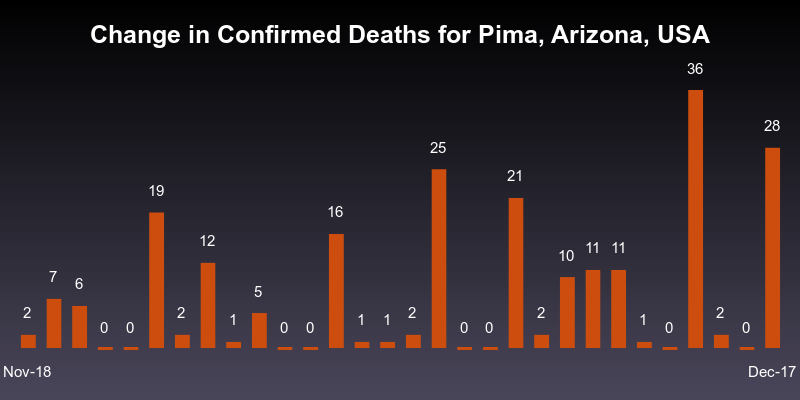 Change in Confirmed Deaths for Pima, Arizona, USA
2 7 6 0 0 19 2 12 1 5 0 0 16 1 1 2 25 0 0 21 2 10 11 11 1 0 36 2 0 28
Nov-18 Dec-17